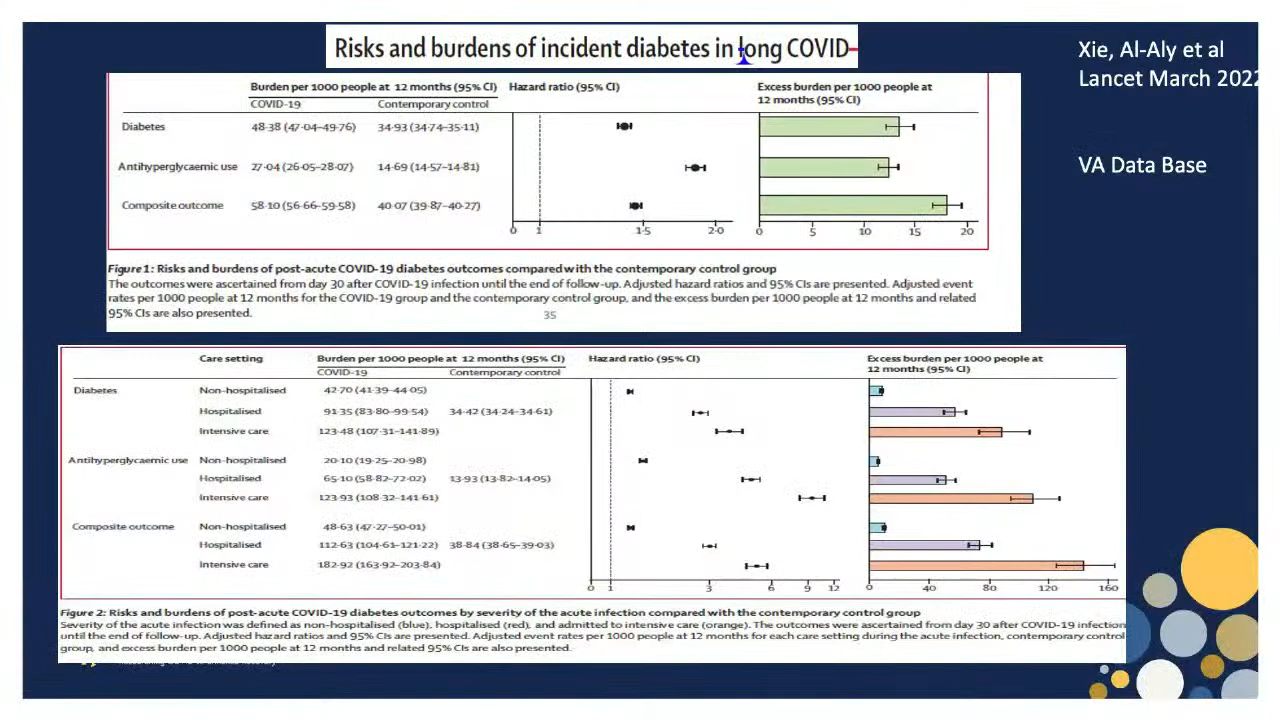 Risks and burdens of incident diabetes in long COVID
Xie, Al-Aly et al
Lancet March 2022
VA Data Base
Burden per 1000 people at 12 months (95% CI) Hazard ratio (95% CI) Excess burden per 1000 people at
12 months (95% CI)
COVID-19 Contemporary control
Diabetes 48·38 (47·04–49·76) 34·93 (34·74–35·11)
Antihyperglycaemic use 27·04 (26·05–28·07) 14·69 (14·57–14·81)
Composite outcome 58·10 (56·66–59·58) 40·07 (39·87–40·27)
0 1 1·5 2·0 0 5 10 15 20
Figure 1: Risks and burdens of post-acute COVID-19 diabetes outcomes compared with the contemporary control group
The outcomes were ascertained from day 30 after COVID-19 infection until the end of follow-up. Adjusted hazard ratios and 95% CIs are presented. Adjusted event
rates per 1000 people at 12 months for the COVID-19 group and the contemporary control group, and the excess burden per 1000 people at 12 months and related
95% CIs are also presented.
35
Care setting Burden per 1000 people at 12 months (95% CI) Hazard ratio (95% CI) Excess burden per 1000 people at
12 months (95% CI)
COVID-19 Contemporary control
Diabetes Non-hospitalised 42·70 (41·39–44·05)
Hospitalised 91·35 (83·80–99·54) 34·42 (34·24–34·61)
Intensive care 123·48 (107·31–141·89)
Antihyperglycaemic use Non-hospitalised 20·10 (19·25–20·98)
Hospitalised 65·10 (58·82–72·02) 13·93 (13·82–14·05)
Intensive care 123·93 (108·32–141·61)
Composite outcome Non-hospitalised 48·63 (47·27–50·01)
Hospitalised 112·63 (104·61–121·22) 38·84 (38·65–39·03)
Intensive care 182·92 (163·92–203·84)
0 1 3 6 9 12 0 40 80 120 160
Figure 2: Risks and burdens of post-acute COVID-19 diabetes outcomes by severity of the acute infection compared with the contemporary control group
Severity of the acute infection was defined as non-hospitalised (blue), hospitalised (red), and admitted to intensive care (orange). The outcomes were ascertained from day 30 after COVID-19 infection
until the end of follow-up. Adjusted hazard ratios and 95% CIs are presented. Adjusted event rates per 1000 people at 12 months for each care setting during the acute infection, contemporary control
group, and excess burden per 1000 people at 12 months and related 95% CIs are also presented.